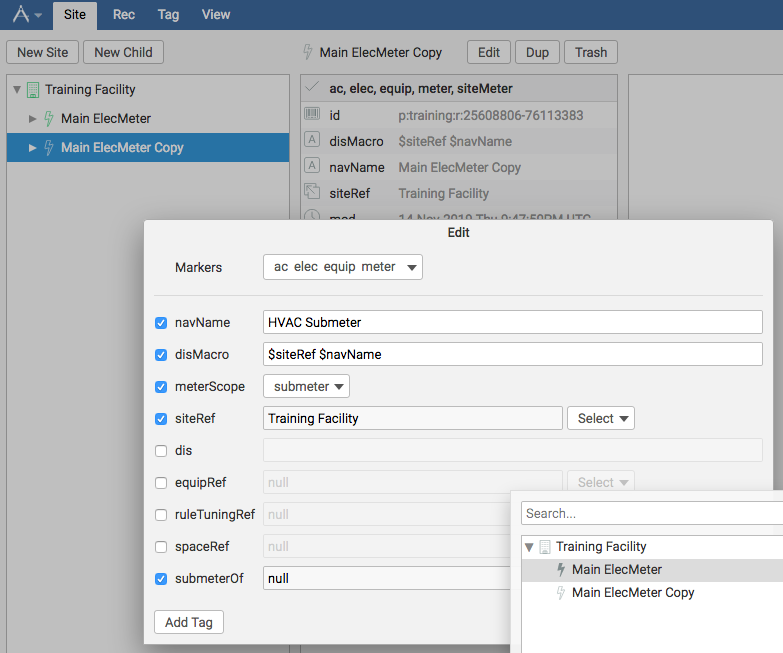 Site Rec Tag View
New Site New Child Main ElecMeter Copy Edit Dup Trash
Training Facility
Main ElecMeter
Main ElecMeter Copy
ac, elec, equip, meter, siteMeter
id p:training:r:25608806-76113383
disMacro $siteRef $navName
navName Main ElecMeter Copy
siteRef Training Facility
mod 14 Nov 2019 Thu 9:47:50PM UTC
Edit
Markers ac elec equip meter
navName HVAC Submeter
disMacro $siteRef $navName
meterScope submeter
siteRef Training Facility Select
dis
equipRef null Select
ruleTuningRef null
spaceRef null
submeterOf null
Add Tag
Search...
Training Facility
Main ElecMeter
Main ElecMeter Copy